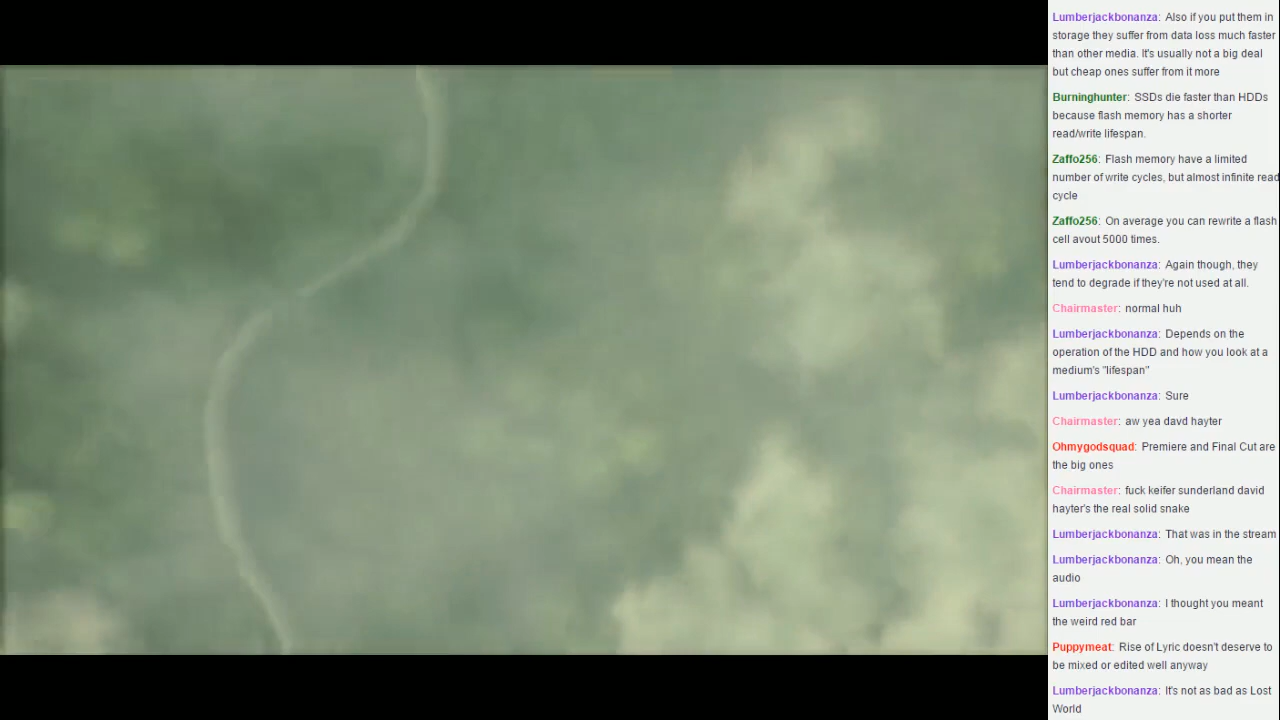 Lumberjackbonanza: Also if you put them in
storage they suffer from data loss much faster
than other media. It's usually not a big deal
but cheap ones suffer from it more
Burninghunter: SSDs die faster than HDDs
because flash memory has a shorter
read/write lifespan.
Zaffo256: Flash memory have a limited
number of write cycles, but almost infinite read
cycle
Zaffo256: On average you can rewrite a flash
cell avout 5000 times.
Lumberjackbonanza: Again though, they
tend to degrade if they're not used at all.
Chairmaster: normal huh
Lumberjackbonanza: Depends on the
operation of the HDD and how you look at a
medium's "lifespan"
Lumberjackbonanza: Sure
Chairmaster: aw yea davd hayter
Ohmygodsquad: Premiere and Final Cut are
the big ones
Chairmaster: fuck keifer sunderland david
hayter's the real solid snake
Lumberjackbonanza: That was in the stream
Lumberjackbonanza: Oh, you mean the
audio
Lumberjackbonanza: I thought you meant
the weird red bar
Puppymeat: Rise of Lyric doesn't deserve to
be mixed or edited well anyway
Lumberjackbonanza: It's not as bad as Lost
World